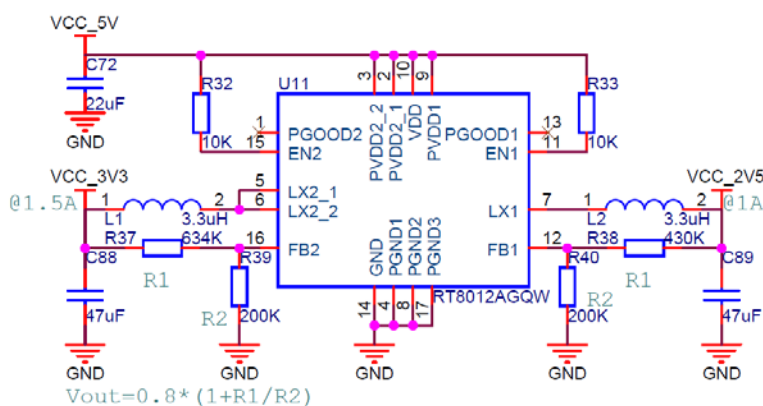 VCC_5V
C72
22uF
GND
R32
10K
U11
3
2
10
9
PVDD2_2
PVDD2_1
VDD
PVDD1
R33
10K
1
PGOOD2
PGOOD1
13
15
EN2
EN1
11
VCC_3V3
@1.5A
1
2
L1
3.3uH
5
LX2_1
6
LX2_2
LX1
7
1
2
L2
3.3uH
VCC_2V5
@1A
R37
634K
R1
16
FB2
FB1
12
R38
430K
R1
C88
47uF
GND
R39
200K
R2
GND
GND
PGND1
PGND2
PGND3
14
4
8
17
GND
RT8012AGQW
R40
200K
R2
GND
C89
47uF
GND
Vout=0.8*(1+R1/R2)